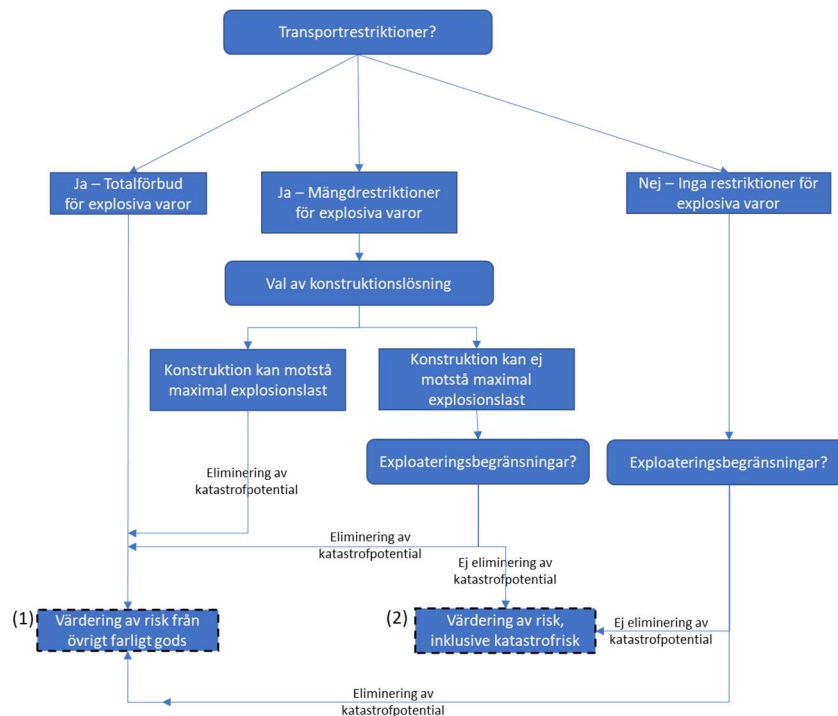 Transportrestriktioner?
Ja – Totalförbud
för explosiva varor
Ja – Mängdrestriktioner
för explosiva varor
Nej – Inga restriktioner för
explosiva varor
Val av konstruktionslösning
Konstruktion kan motstå
maximal explosionslast
Konstruktion kan ej
motstå maximal
explosionslast
Exploateringsbegränsningar?
Exploateringsbegränsningar?
Eliminering av
katastrofpotential
Eliminering av
katastrofpotential
Ej eliminering av
katastrofpotential
(1)
Värdering av risk från
övrigt farligt gods
(2)
Värdering av risk,
inklusive katastrofrisk
Ej eliminering av
katastrofpotential
Eliminering av
katastrofpotential